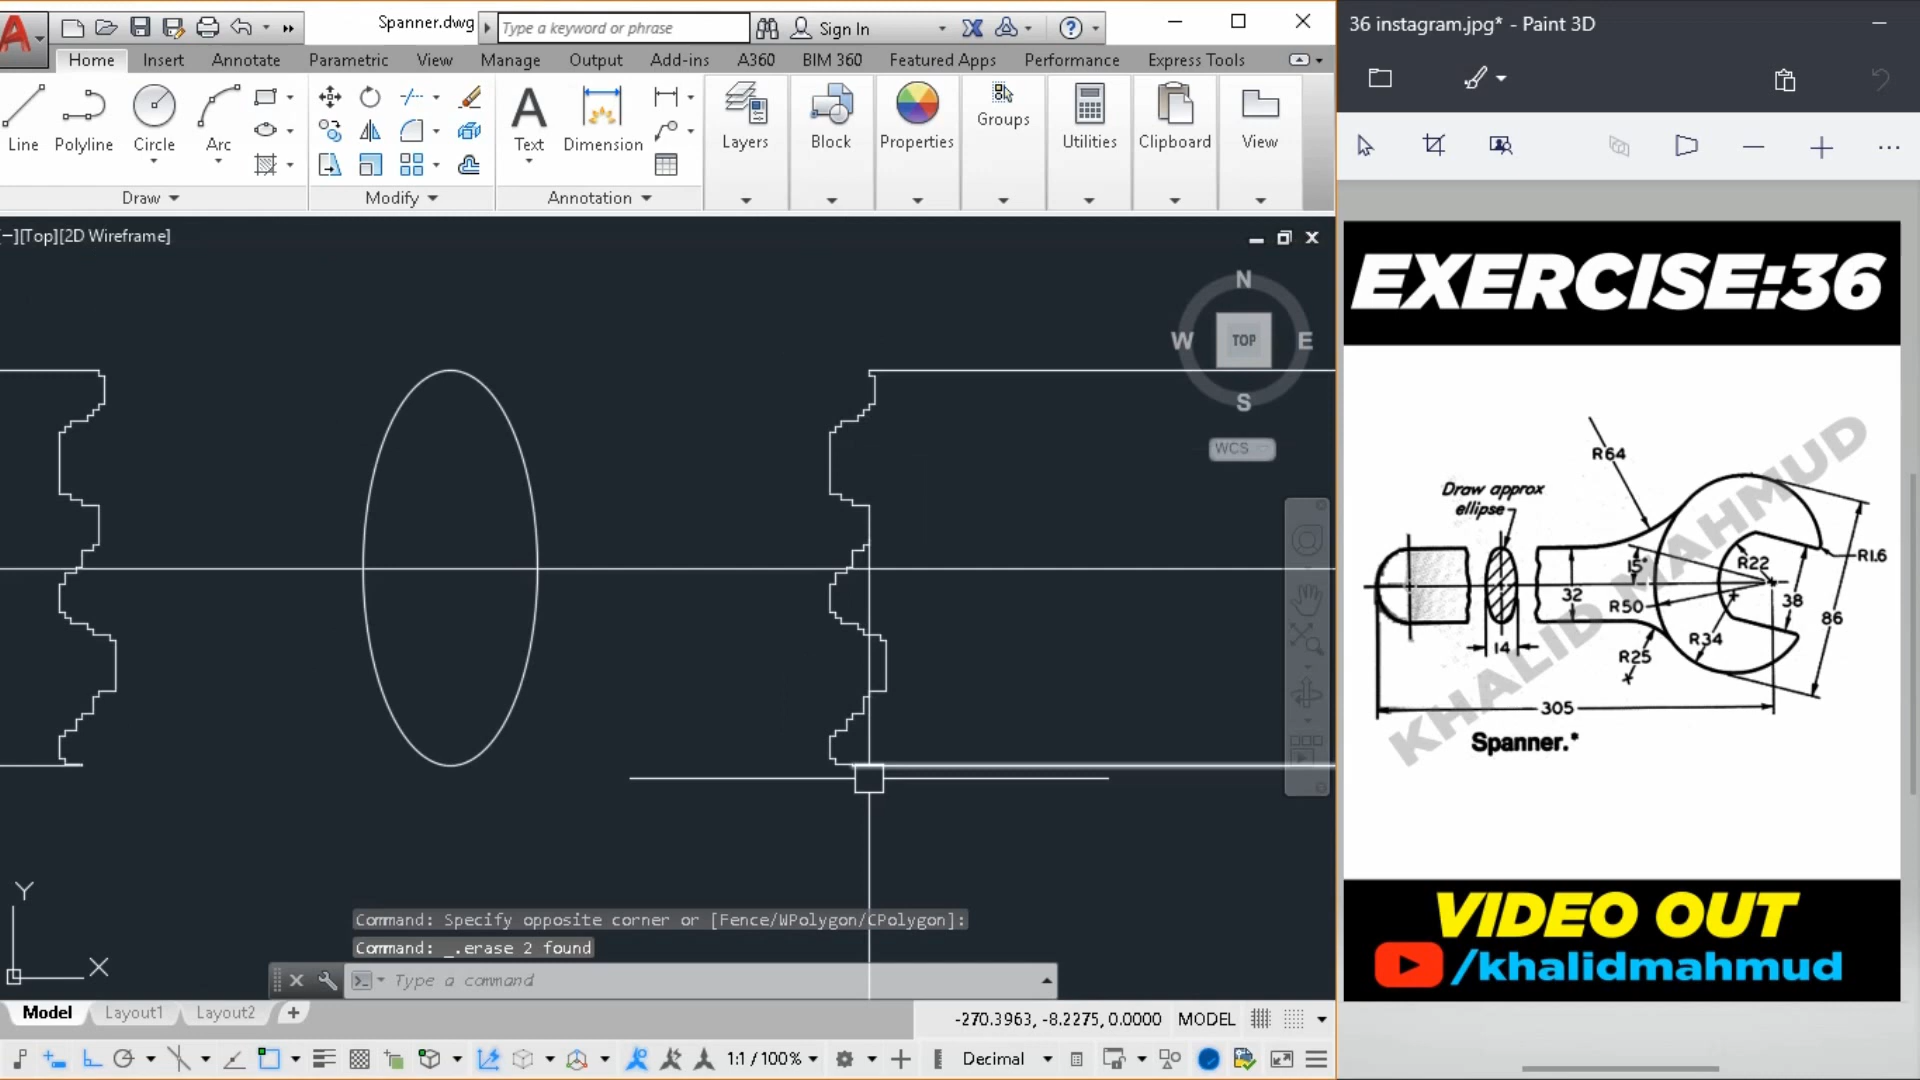 Spanner.dwg
Type a keyword or phrase
Sign In
Home Insert Annotate Parametric View Manage Output Add-ins A360 BIM 360 Featured Apps Performance Express Tools
Line Polyline Circle Arc
Text Dimension
Layers Block Properties Groups Utilities Clipboard View
Draw Modify Annotation
[−][Top][2D Wireframe]
N
W TOP E
S
WCS
Y
X
Command: Specify opposite corner or [Fence/WPolygon/CPolygon]:
Command: _.erase 2 found
Type a command
Model Layout1 Layout2 +
-270.3963, -8.2275, 0.0000 MODEL
1:1 / 100% Decimal
36 instagram.jpg* - Paint 3D
EXERCISE:36
R64
Draw approx
ellipse
R1.6
15°
R22
32
R50
38
86
R34
14
R25
305
Spanner.*
KHALID MAHMUD
VIDEO OUT
/khalidmahmud